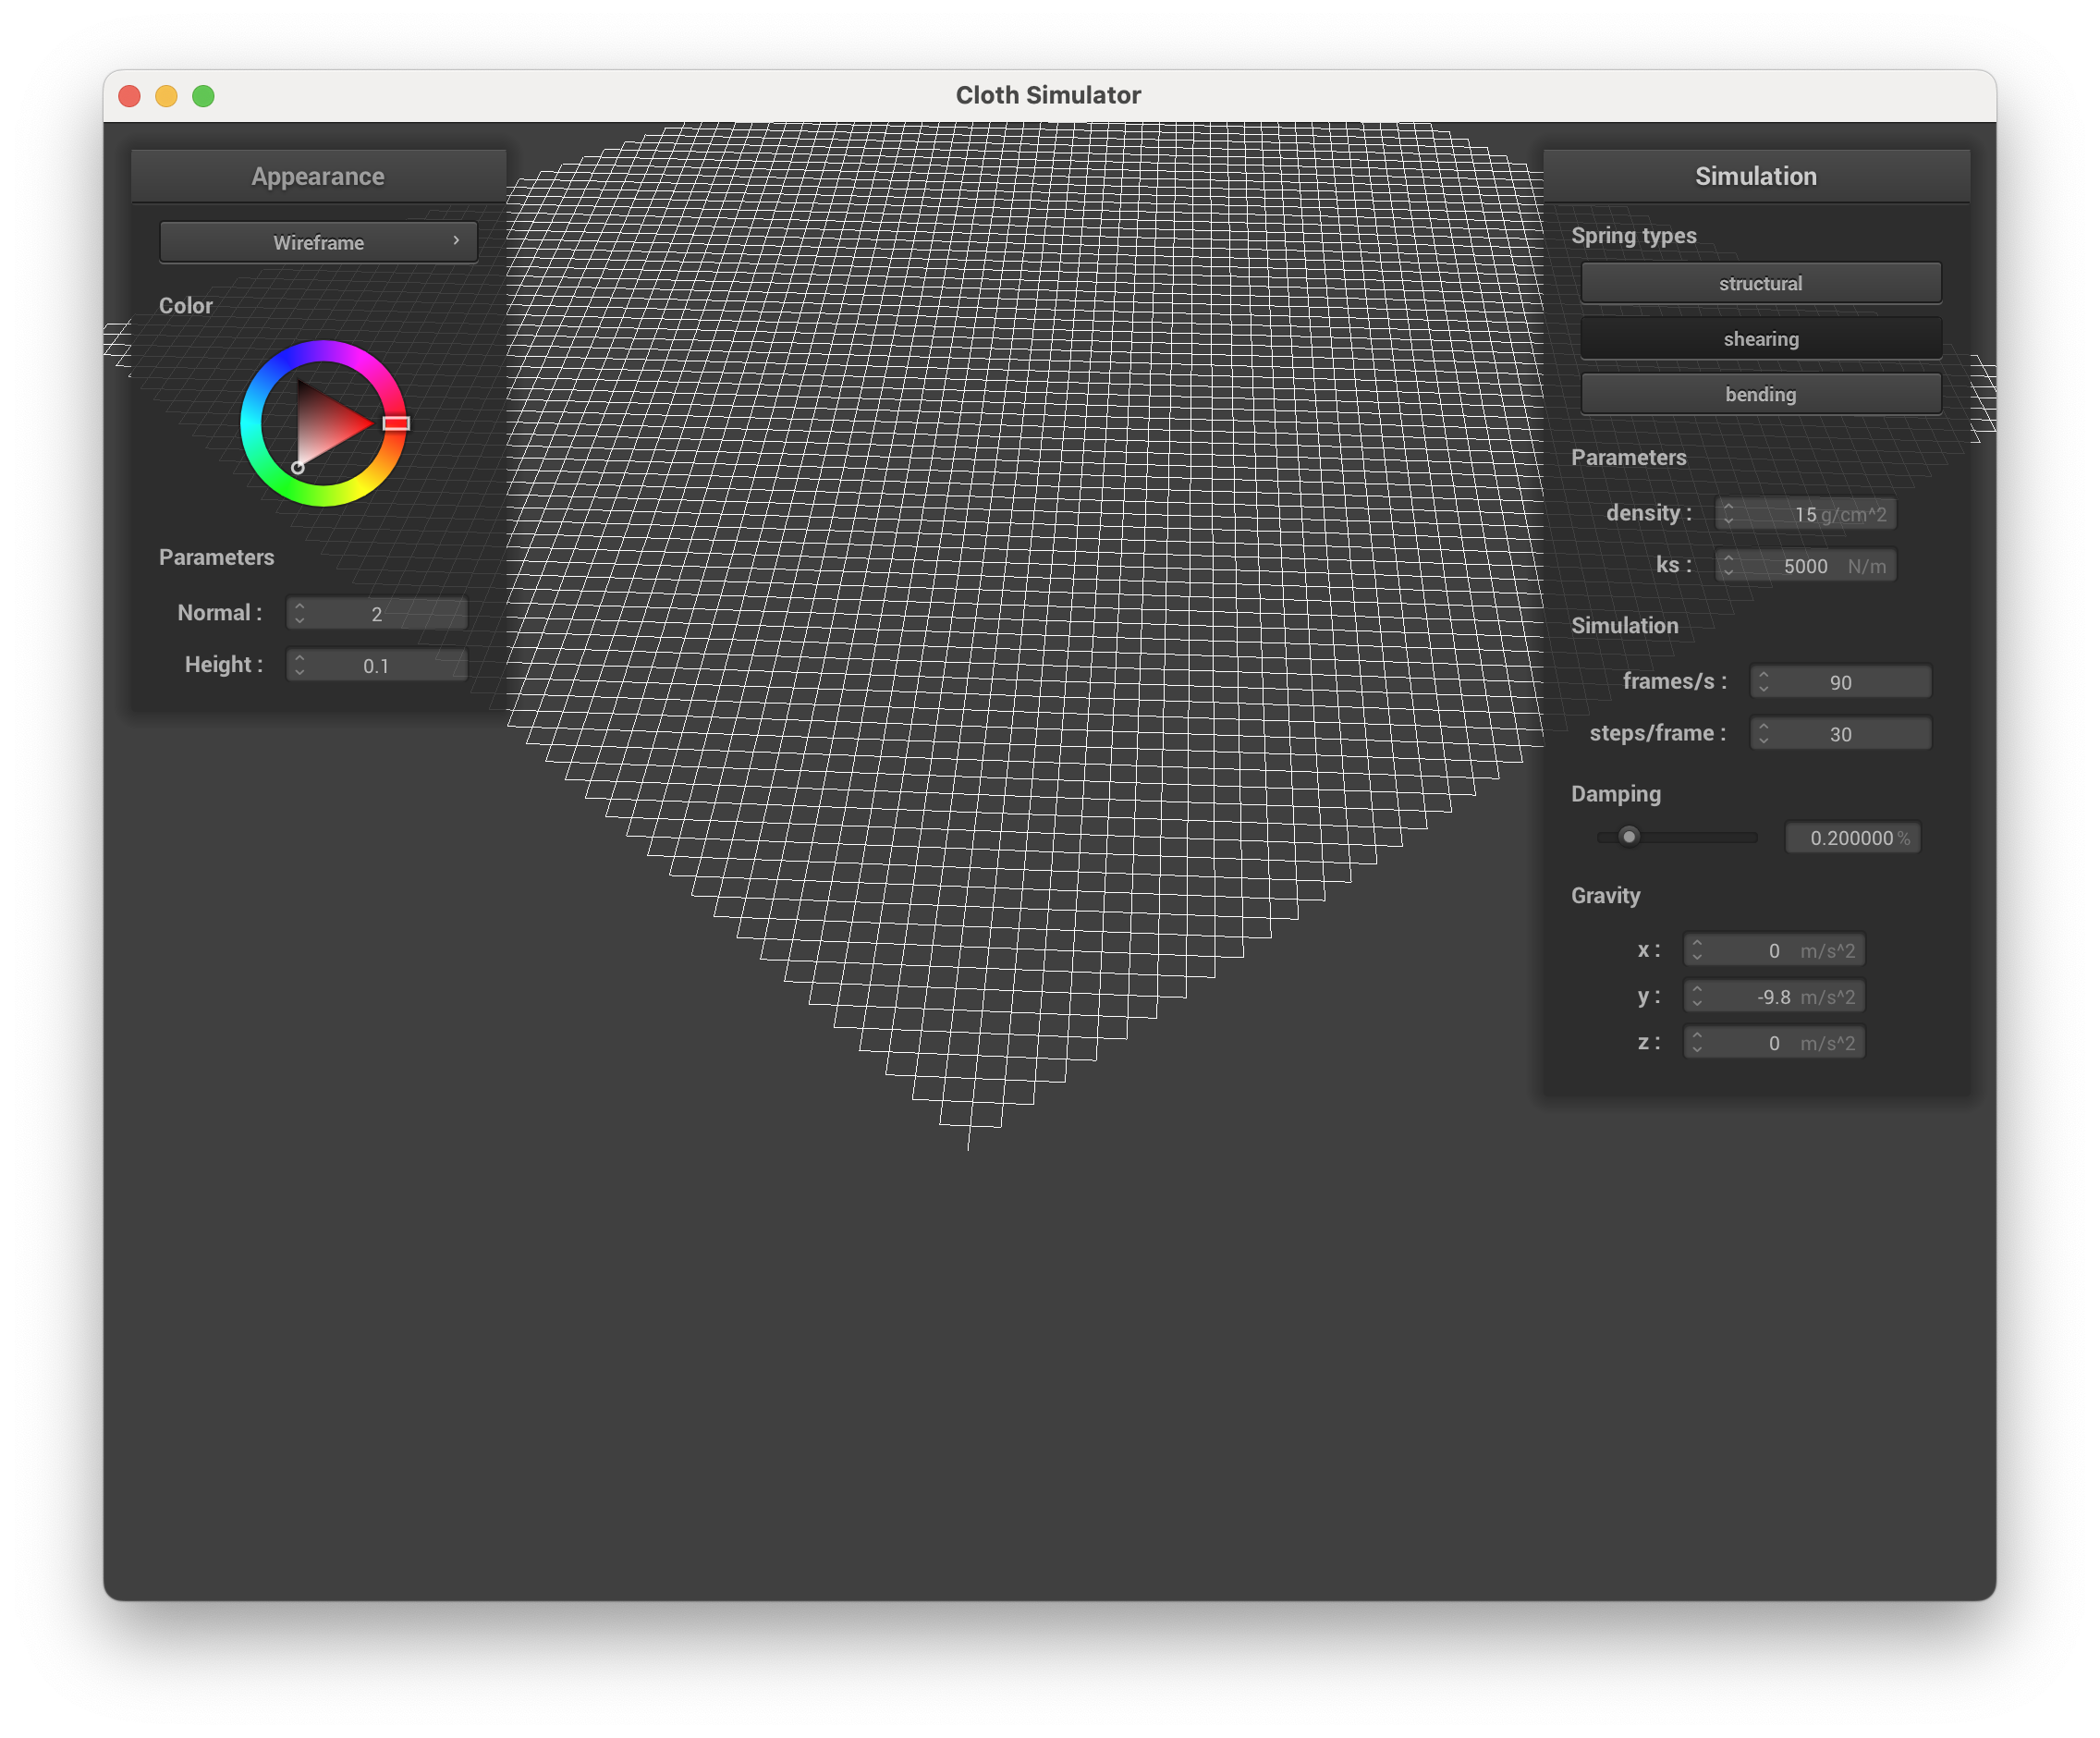 Cloth Simulator
Appearance
Wireframe
Color
Parameters
Normal : 2
Height : 0.1
Simulation
Spring types
structural
shearing
bending
Parameters
density : 15 g/cm^2
ks : 5000 N/m
Simulation
frames/s : 90
steps/frame : 30
Damping
0.200000 %
Gravity
x : 0 m/s^2
y : -9.8 m/s^2
z : 0 m/s^2